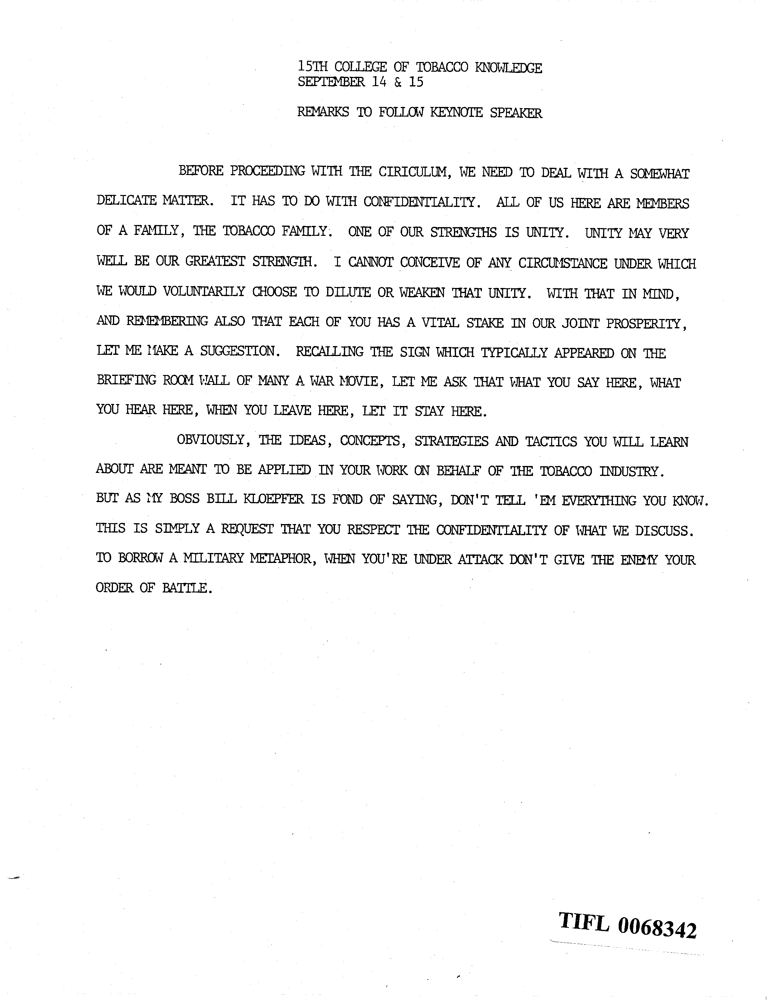 15TH COLLEGE OF TOBACCO KNOWLEDGE
SEPTEMBER 14 & 15
REMARKS TO FOLLOW KEYNOTE SPEAKER
BEFORE PROCEEDING WITH THE CIRICULUM, WE NEED TO DEAL WITH A SOMEWHAT
DELICATE MATTER. IT HAS TO DO WITH CONFIDENTIALITY. ALL OF US HERE ARE MEMBERS
OF A FAMILY, THE TOBACCO FAMILY. ONE OF OUR STRENGTHS IS UNITY. UNITY MAY VERY
WELL BE OUR GREATEST STRENGTH. I CANNOT CONCEIVE OF ANY CIRCUMSTANCE UNDER WHICH
WE WOULD VOLUNTARILY CHOOSE TO DILUTE OR WEAKEN THAT UNITY. WITH THAT IN MIND,
AND REMEMBERING ALSO THAT EACH OF YOU HAS A VITAL STAKE IN OUR JOINT PROSPERITY,
LET ME MAKE A SUGGESTION. RECALLING THE SIGN WHICH TYPICALLY APPEARED ON THE
BRIEFING ROOM WALL OF MANY A WAR MOVIE, LET ME ASK THAT WHAT YOU SAY HERE, WHAT
YOU HEAR HERE, WHEN YOU LEAVE HERE, LET IT STAY HERE.
OBVIOUSLY, THE IDEAS, CONCEPTS, STRATEGIES AND TACTICS YOU WILL LEARN
ABOUT ARE MEANT TO BE APPLIED IN YOUR WORK ON BEHALF OF THE TOBACCO INDUSTRY.
BUT AS MY BOSS BILL KLOEPFER IS FOND OF SAYING, DON'T TELL 'EM EVERYTHING YOU KNOW.
THIS IS SIMPLY A REQUEST THAT YOU RESPECT THE CONFIDENTIALITY OF WHAT WE DISCUSS.
TO BORROW A MILITARY METAPHOR, WHEN YOU'RE UNDER ATTACK DON'T GIVE THE ENEMY YOUR
ORDER OF BATTLE.
TIFL 0068342